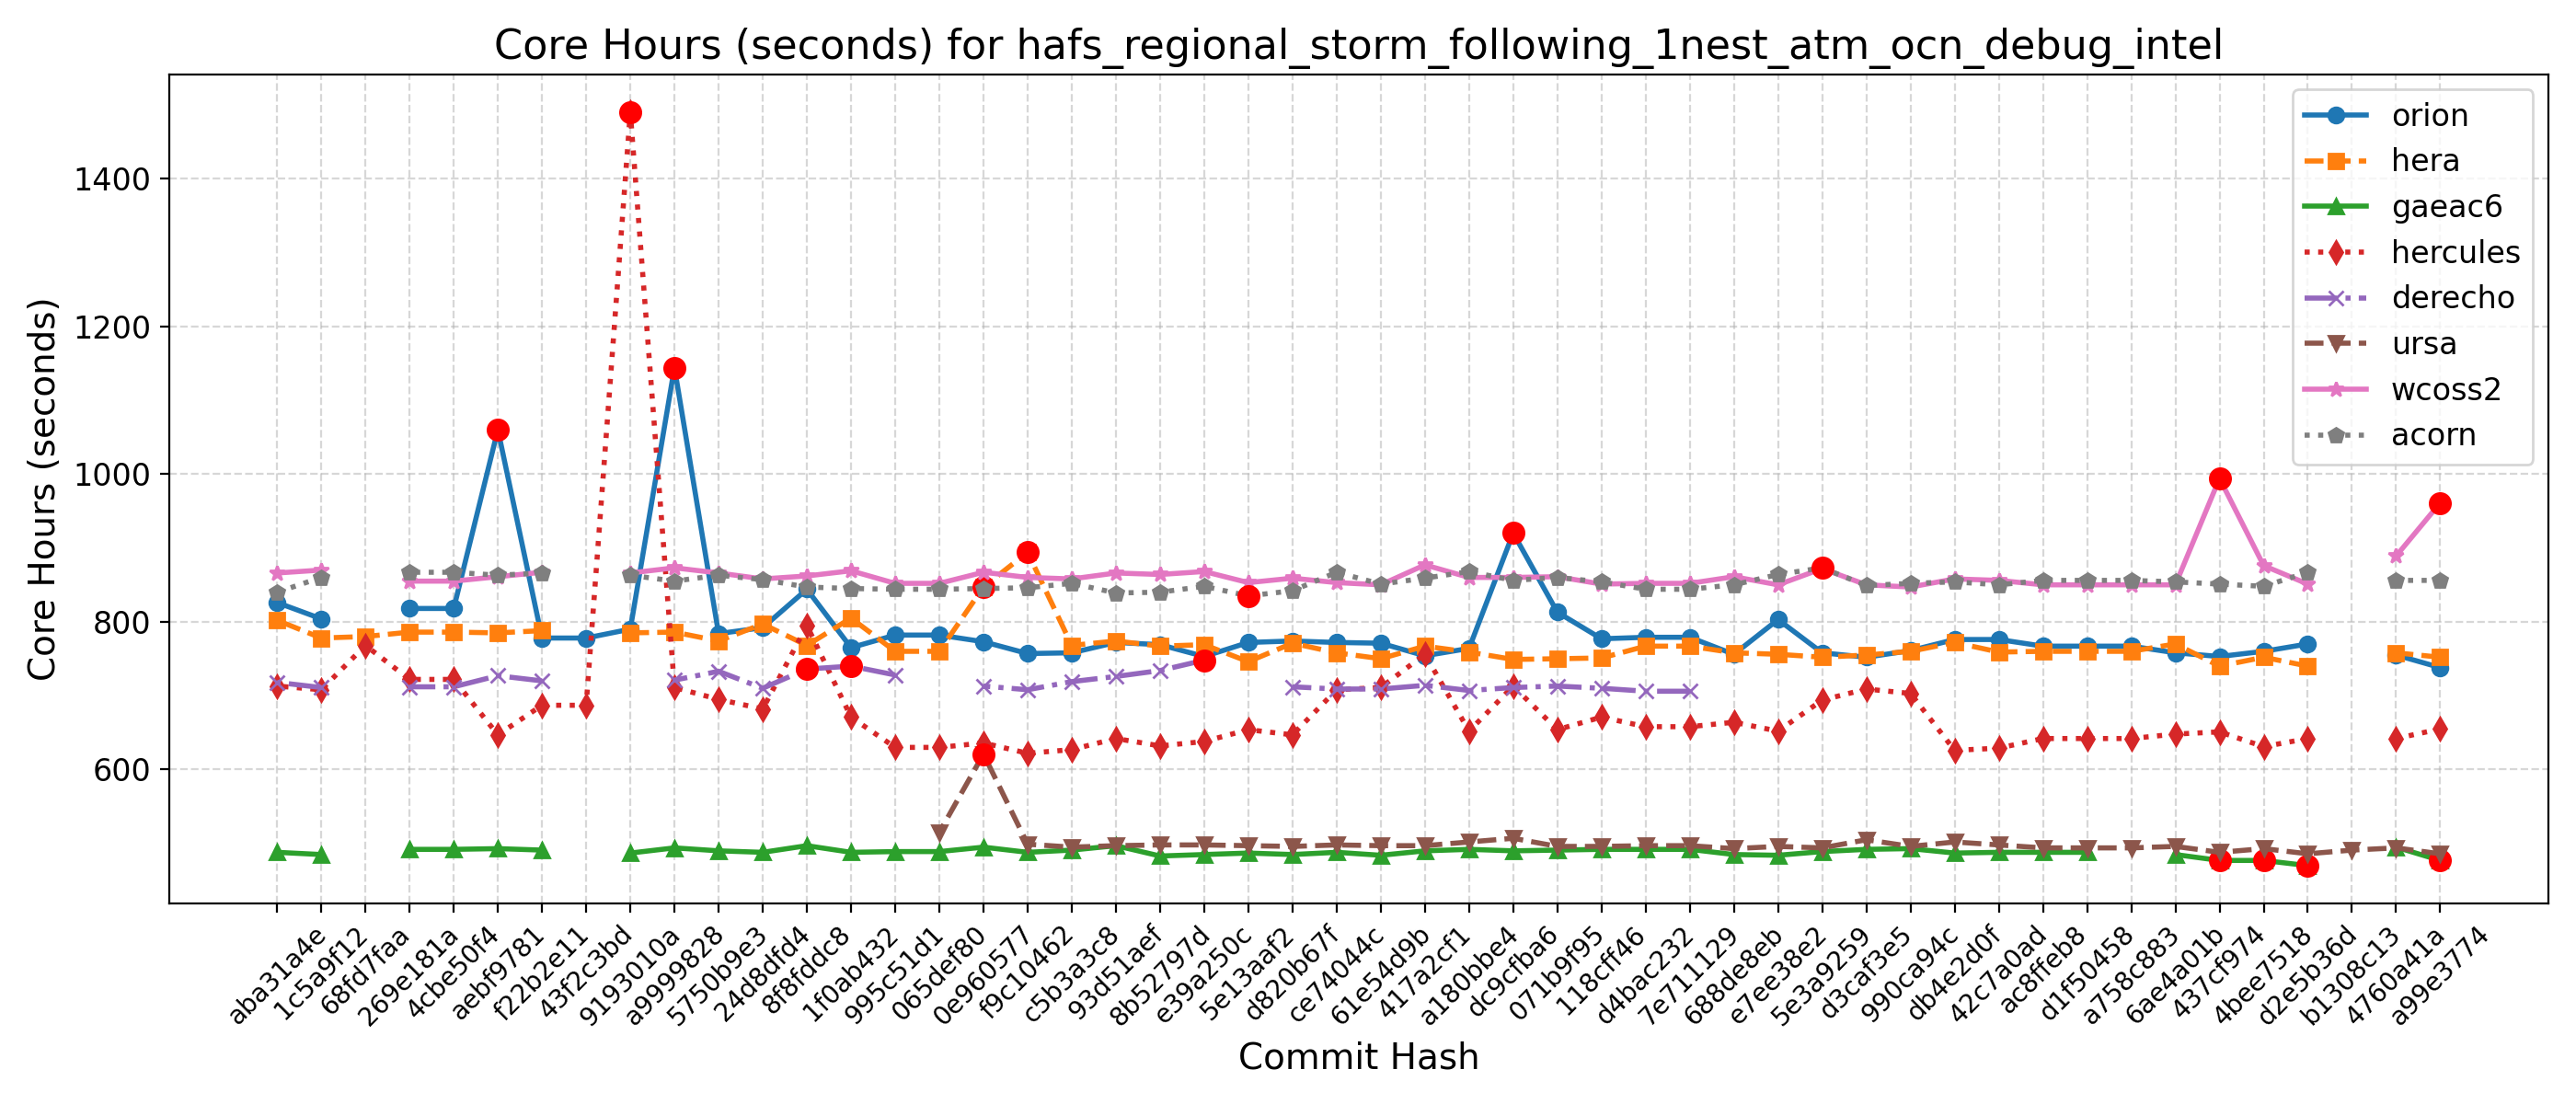 Core Hours (seconds) for hafs_regional_storm_following_1nest_atm_ocn_debug_intel
Core Hours (seconds)
1400
1200
1000
800
600
orion
hera
gaeac6
hercules
derecho
ursa
wcoss2
acorn
aba31a4e
1c5a9f12
68fd7faa
269e181a
4cbe50f4
aebf9781
f22b2e11
43f2c3bd
9193010a
a9999828
5750b9e3
24d8dfd4
8f8fddc8
1f0ab432
995c51d1
065def80
0e960577
f9c10462
c5b3a3c8
93d51aef
8b52797d
e39a250c
5e13aaf2
d820b67f
ce74044c
61e54d9b
417a2cf1
a180bbe4
dc9cfba6
071b9f95
118cff46
d4bac232
7e711129
688de8eb
e7ee38e2
5e3a9259
d3caf3e5
990ca94c
db4e2d0f
42c7a0ad
ac8ffeb8
d1f50458
a758c883
6ae4a01b
437cf974
4bee7518
d2e5b36d
b1308c13
4760a41a
a99e3774
Commit Hash